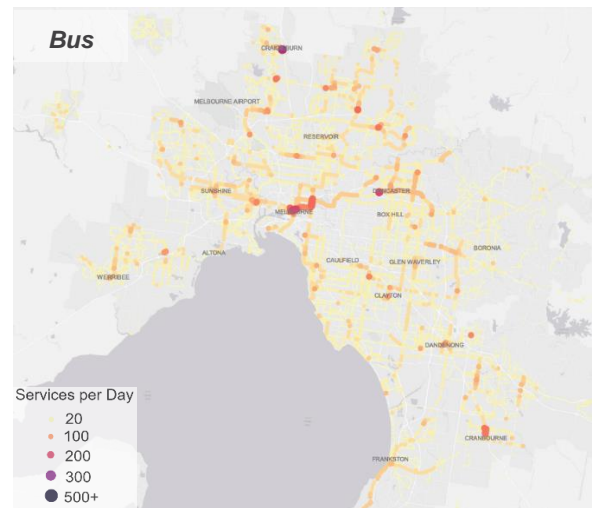 Bus
CRAIGIEBURN
MELBOURNE AIRPORT
RESERVOIR
SUNSHINE
DONCASTER
MELBOURNE
BOX HILL
BORONIA
ALTONA
CAULFIELD
GLEN WAVERLEY
WERRIBEE
CLAYTON
DANDENONG
Services per Day
20
100
200
300
500+
CRANBOURNE
FRANKSTON